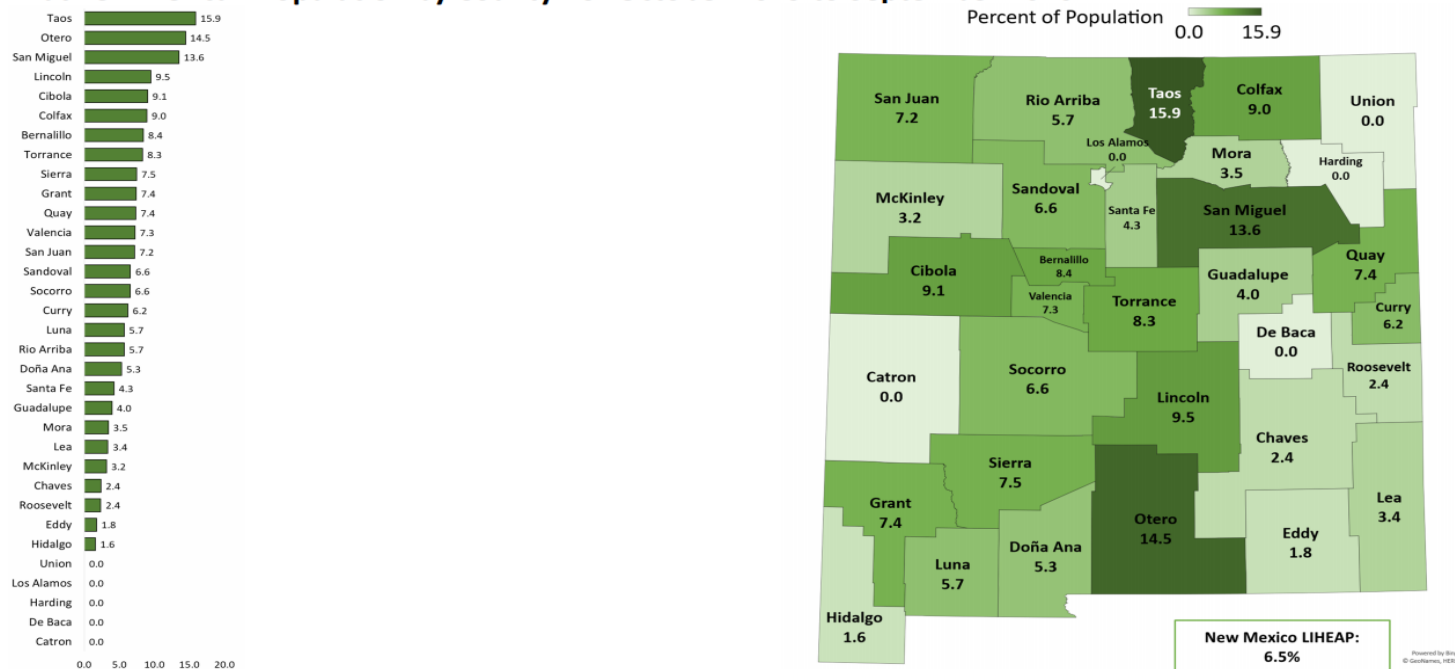 Percent of Population
0.0 15.9
Taos 15.9
Otero 14.5
San Miguel 13.6
Lincoln 9.5
Cibola 9.1
Colfax 9.0
Bernalillo 8.4
Torrance 8.3
Sierra 7.5
Grant 7.4
Quay 7.4
Valencia 7.3
San Juan 7.2
Sandoval 6.6
Socorro 6.6
Curry 6.2
Luna 5.7
Rio Arriba 5.7
Doña Ana 5.3
Santa Fe 4.3
Guadalupe 4.0
Mora 3.5
Lea 3.4
McKinley 3.2
Chaves 2.4
Roosevelt 2.4
Eddy 1.8
Hidalgo 1.6
Union 0.0
Los Alamos 0.0
Harding 0.0
De Baca 0.0
Catron 0.0
0.0 5.0 10.0 15.0 20.0
San Juan
7.2
Rio Arriba
5.7
Taos
15.9
Colfax
9.0
Union
0.0
Los Alamos
0.0
Mora
3.5
Harding
0.0
McKinley
3.2
Sandoval
6.6
Santa Fe
4.3
San Miguel
13.6
Quay
7.4
Cibola
9.1
Bernalillo
8.4
Valencia
7.3
Torrance
8.3
Guadalupe
4.0
Curry
6.2
De Baca
0.0
Roosevelt
2.4
Catron
0.0
Socorro
6.6
Lincoln
9.5
Chaves
2.4
Sierra
7.5
Grant
7.4
Otero
14.5
Lea
3.4
Eddy
1.8
Doña Ana
5.3
Luna
5.7
Hidalgo
1.6
New Mexico LIHEAP:
6.5%
Powered by
© GeoNames,